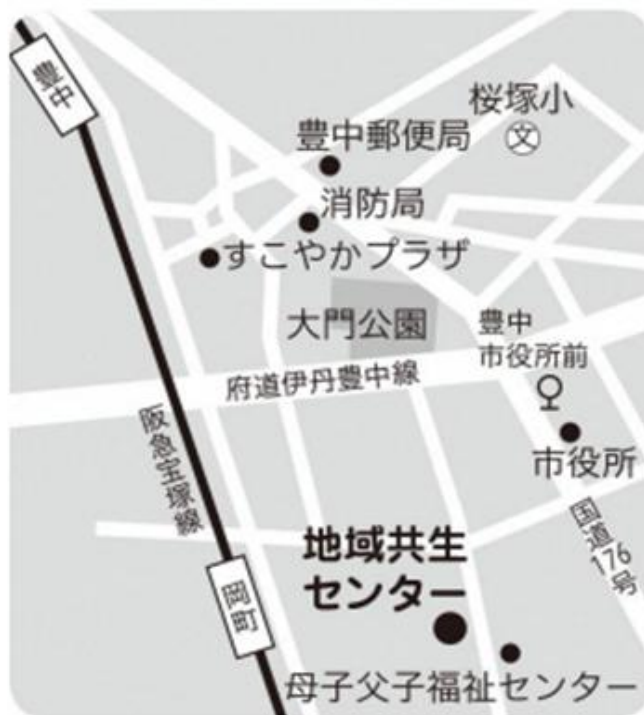 豊中
桜塚小
文
豊中郵便局
消防局
すこやかプラザ
大門公園
豊中
市役所前
府道伊丹豊中線
市役所
阪急宝塚線
国道176号
地域共生
センター
岡町
母子父子福祉センター